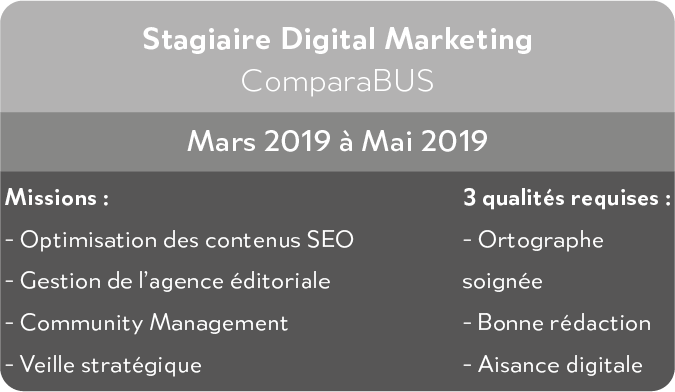 Stagiaire Digital Marketing
ComparaBUS
Mars 2019 à Mai 2019
Missions :
- Optimisation des contenus SEO
- Gestion de l'agence éditoriale
- Community Management
- Veille stratégique
3 qualités requises :
- Ortographe
soignée
- Bonne rédaction
- Aisance digitale